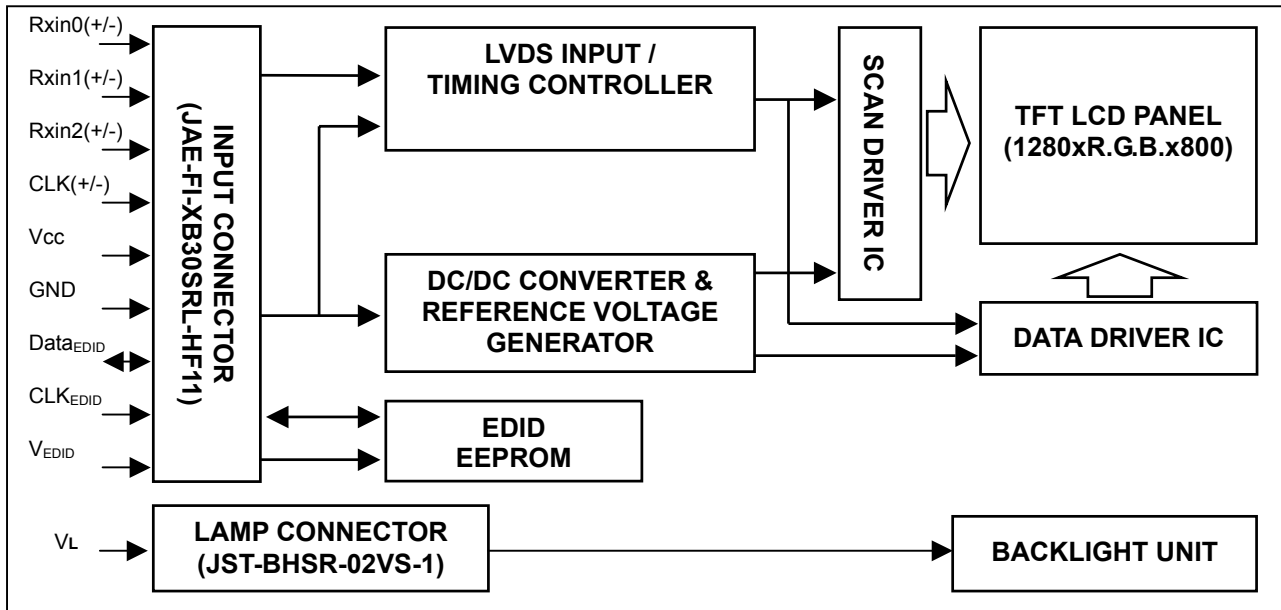 Rxin0(+/-)
Rxin1(+/-)
Rxin2(+/-)
CLK(+/-)
Vcc
GND
DataEDID
CLKEDID
VEDID
VL
INPUT CONNECTOR
(JAE-FI-XB30SRL-HF11)
LVDS INPUT /
TIMING CONTROLLER
DC/DC CONVERTER &
REFERENCE VOLTAGE
GENERATOR
EDID
EEPROM
SCAN DRIVER IC
TFT LCD PANEL
(1280xR.G.B.x800)
DATA DRIVER IC
LAMP CONNECTOR
(JST-BHSR-02VS-1)
BACKLIGHT UNIT